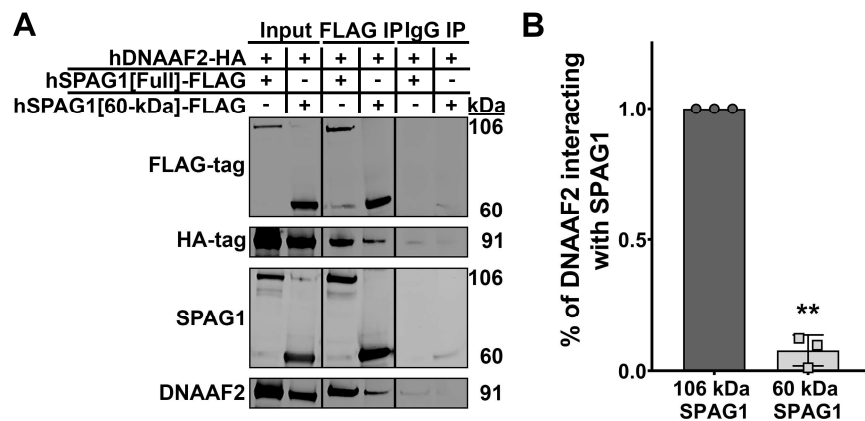 A
Input FLAG IP IgG IP
hDNAAF2-HA + + + + + +
hSPAG1[Full]-FLAG + - + - + -
hSPAG1[60-kDa]-FLAG - + - + - + kDa
106
FLAG-tag
60
HA-tag 91
106
SPAG1
60
DNAAF2 91
B
% of DNAAF2 interacting
with SPAG1
1.0
0.5
0.0
**
106 kDa 60 kDa
SPAG1 SPAG1